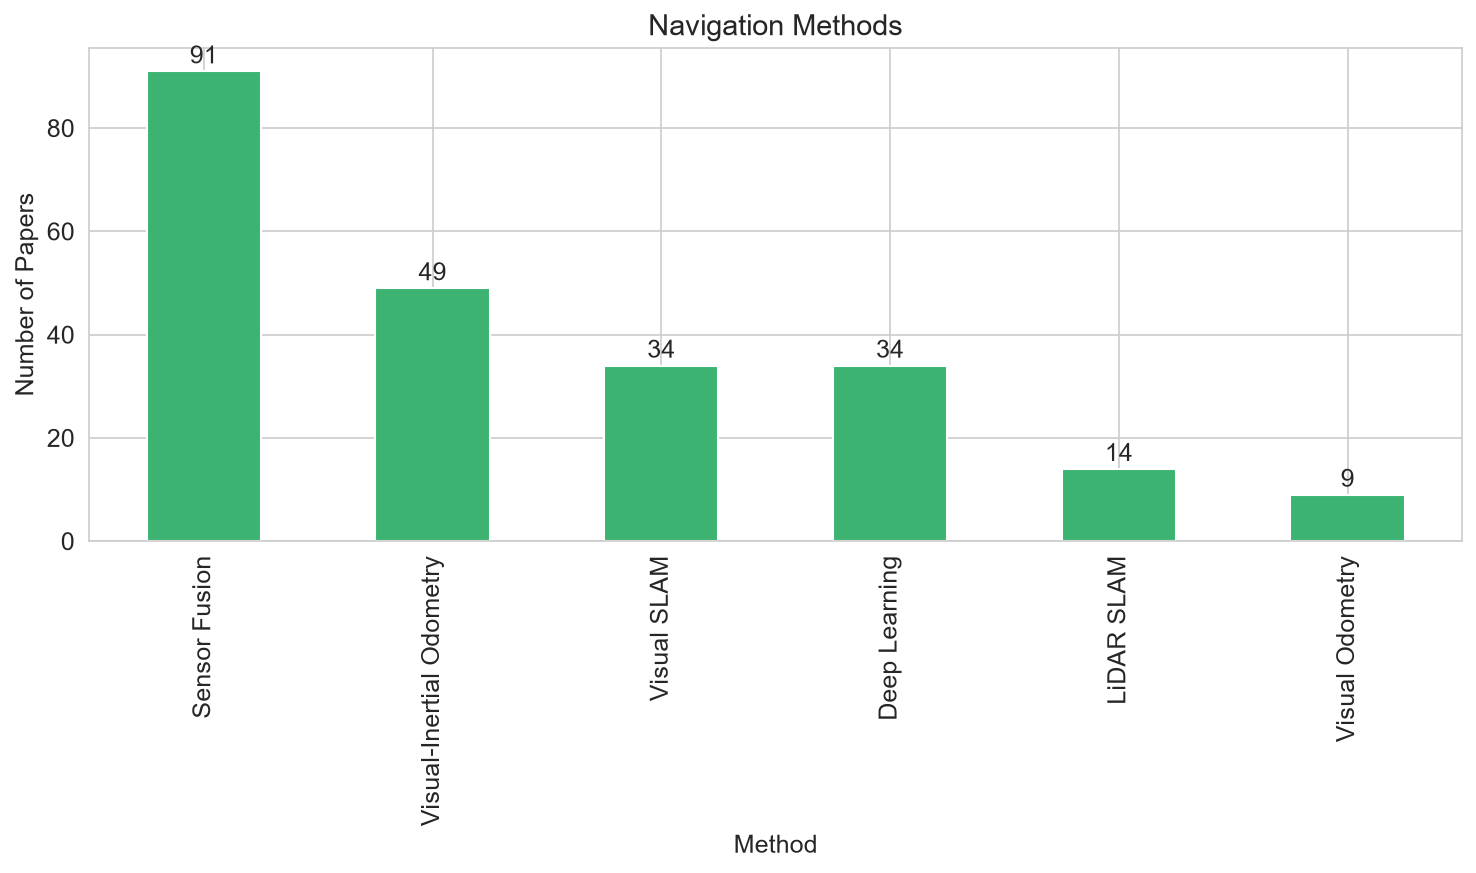 Navigation Methods
Number of Papers
80
60
40
20
0
91
49
34
34
14
9
Sensor Fusion
Visual-Inertial Odometry
Visual SLAM
Deep Learning
LiDAR SLAM
Visual Odometry
Method